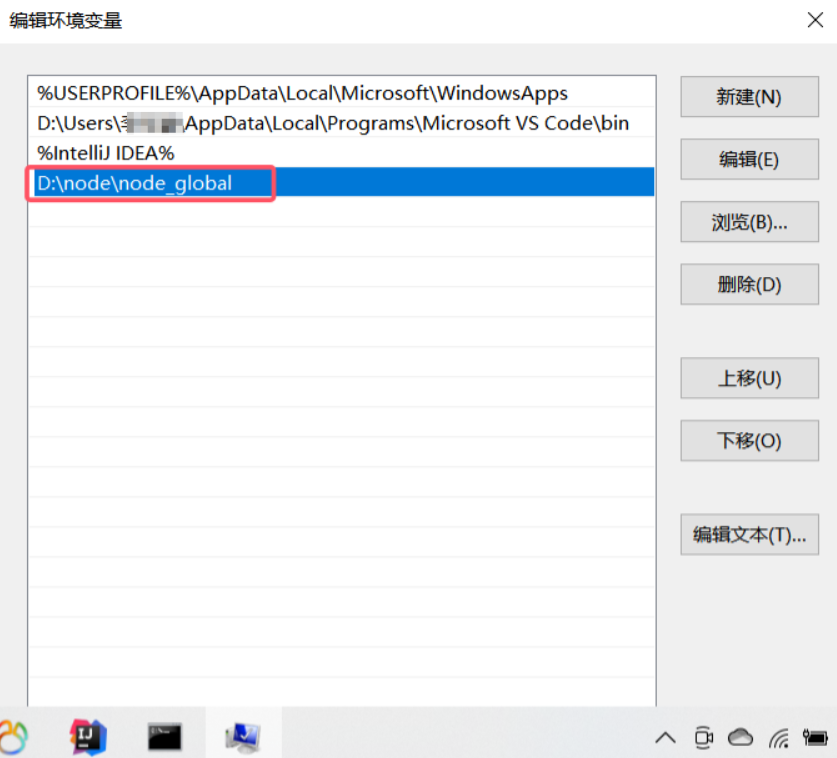 编辑环境变量
%USERPROFILE%\AppData\Local\Microsoft\WindowsApps
D:\Users\ \AppData\Local\Programs\Microsoft VS Code\bin
%IntelliJ IDEA%
D:\node\node_global
新建(N)
编辑(E)
浏览(B)...
删除(D)
上移(U)
下移(O)
编辑文本(T)...
IJ